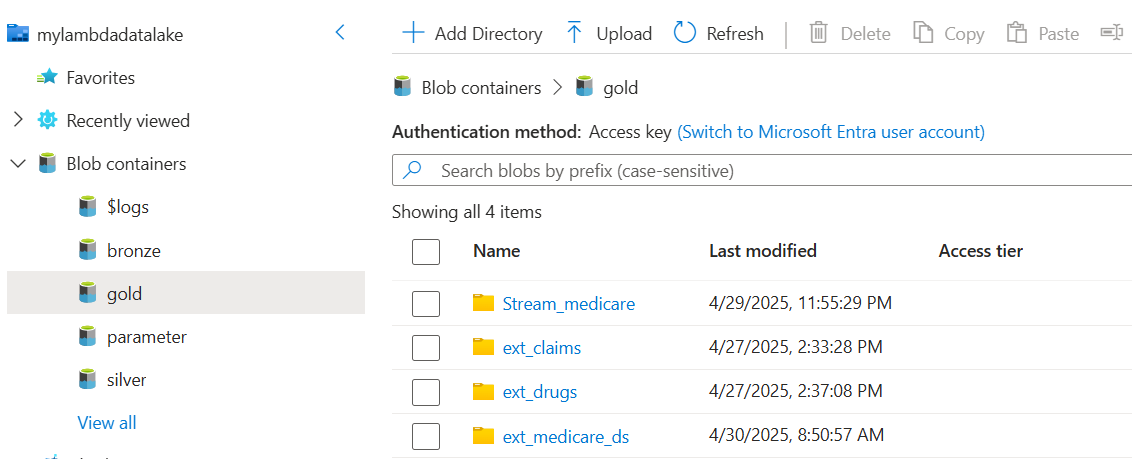 mylambdadatalake
Favorites
Recently viewed
Blob containers
$logs
bronze
gold
parameter
silver
View all
Add Directory Upload Refresh Delete Copy Paste
Blob containers gold
Authentication method: Access key (Switch to Microsoft Entra user account)
Search blobs by prefix (case-sensitive)
Showing all 4 items
Name Last modified Access tier
Stream_medicare 4/29/2025, 11:55:29 PM
ext_claims 4/27/2025, 2:33:28 PM
ext_drugs 4/27/2025, 2:37:08 PM
ext_medicare_ds 4/30/2025, 8:50:57 AM